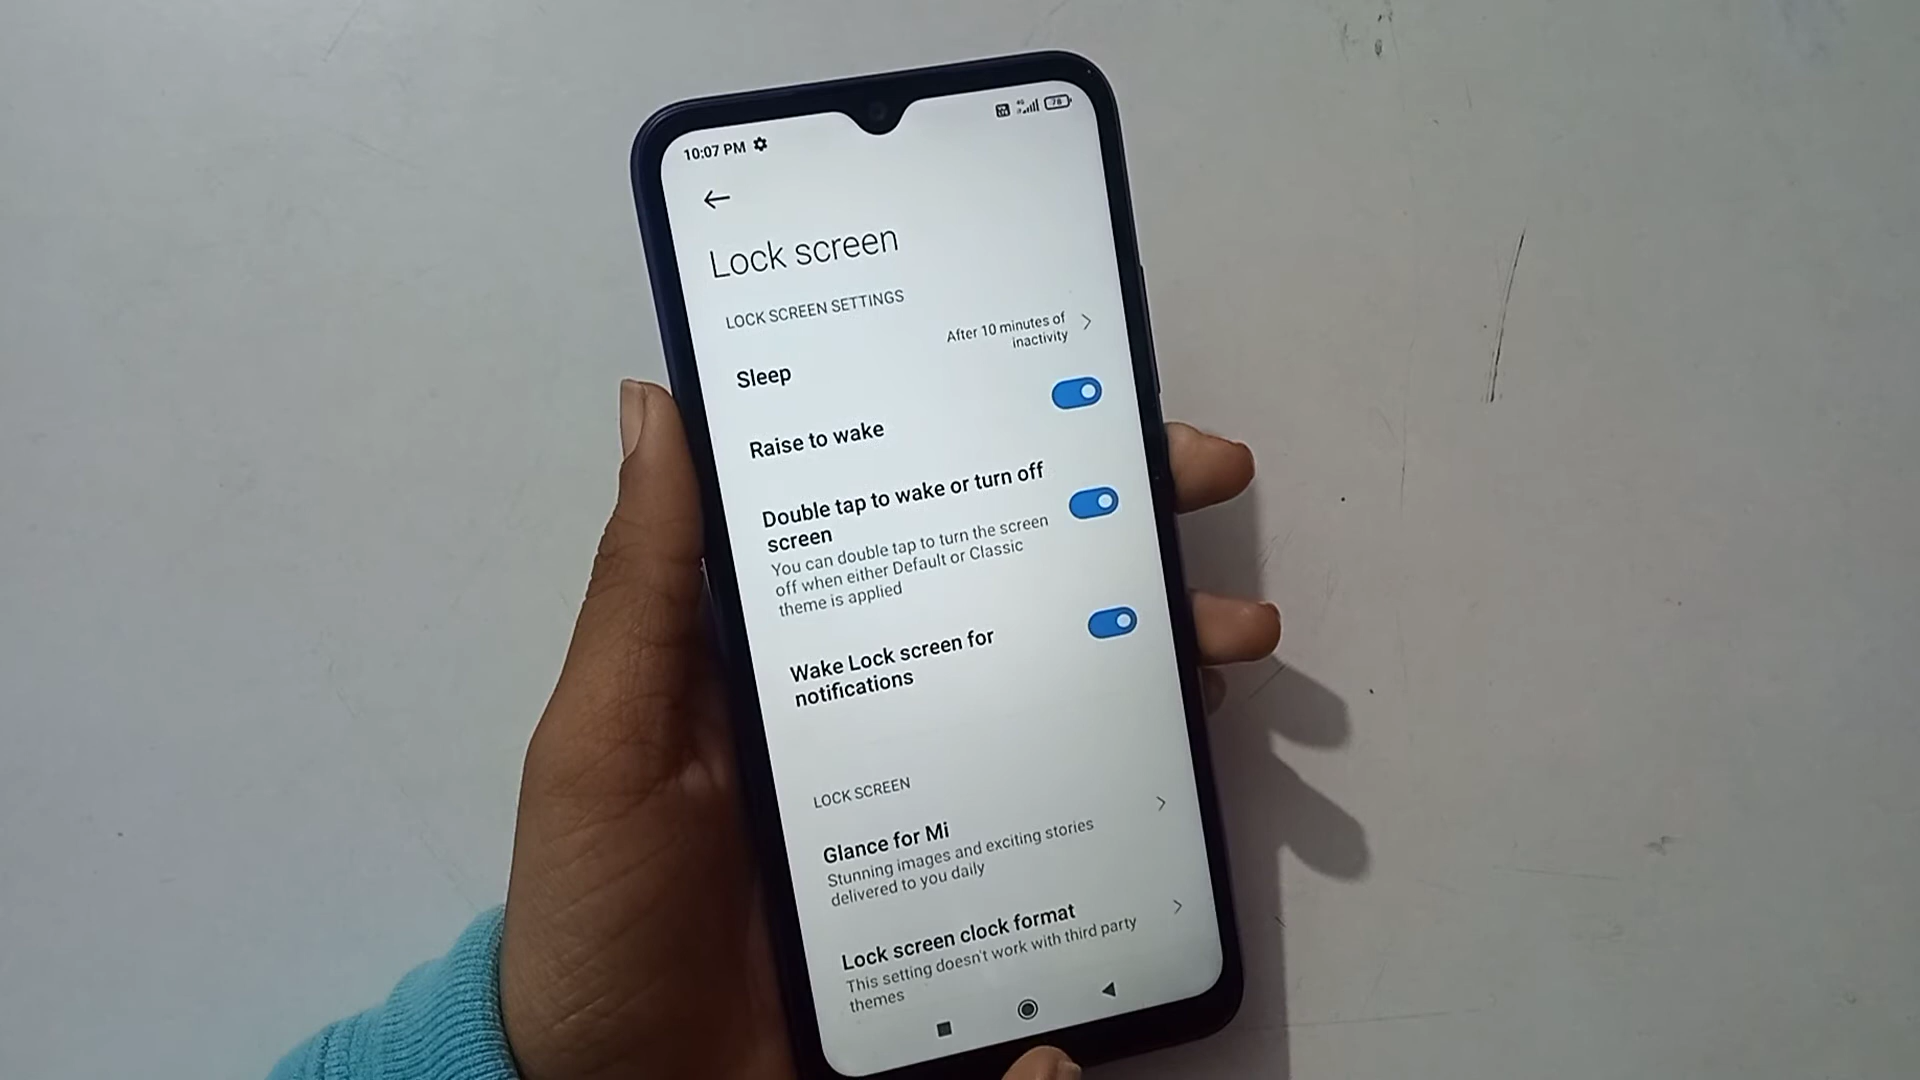 10:07 PM
78
Lock screen
LOCK SCREEN SETTINGS
After 10 minutes of
inactivity
Sleep
Raise to wake
Double tap to wake or turn off
screen
You can double tap to turn the screen
off when either Default or Classic
theme is applied
Wake Lock screen for
notifications
LOCK SCREEN
Glance for Mi
Stunning images and exciting stories
delivered to you daily
Lock screen clock format
This setting doesn't work with third party
themes